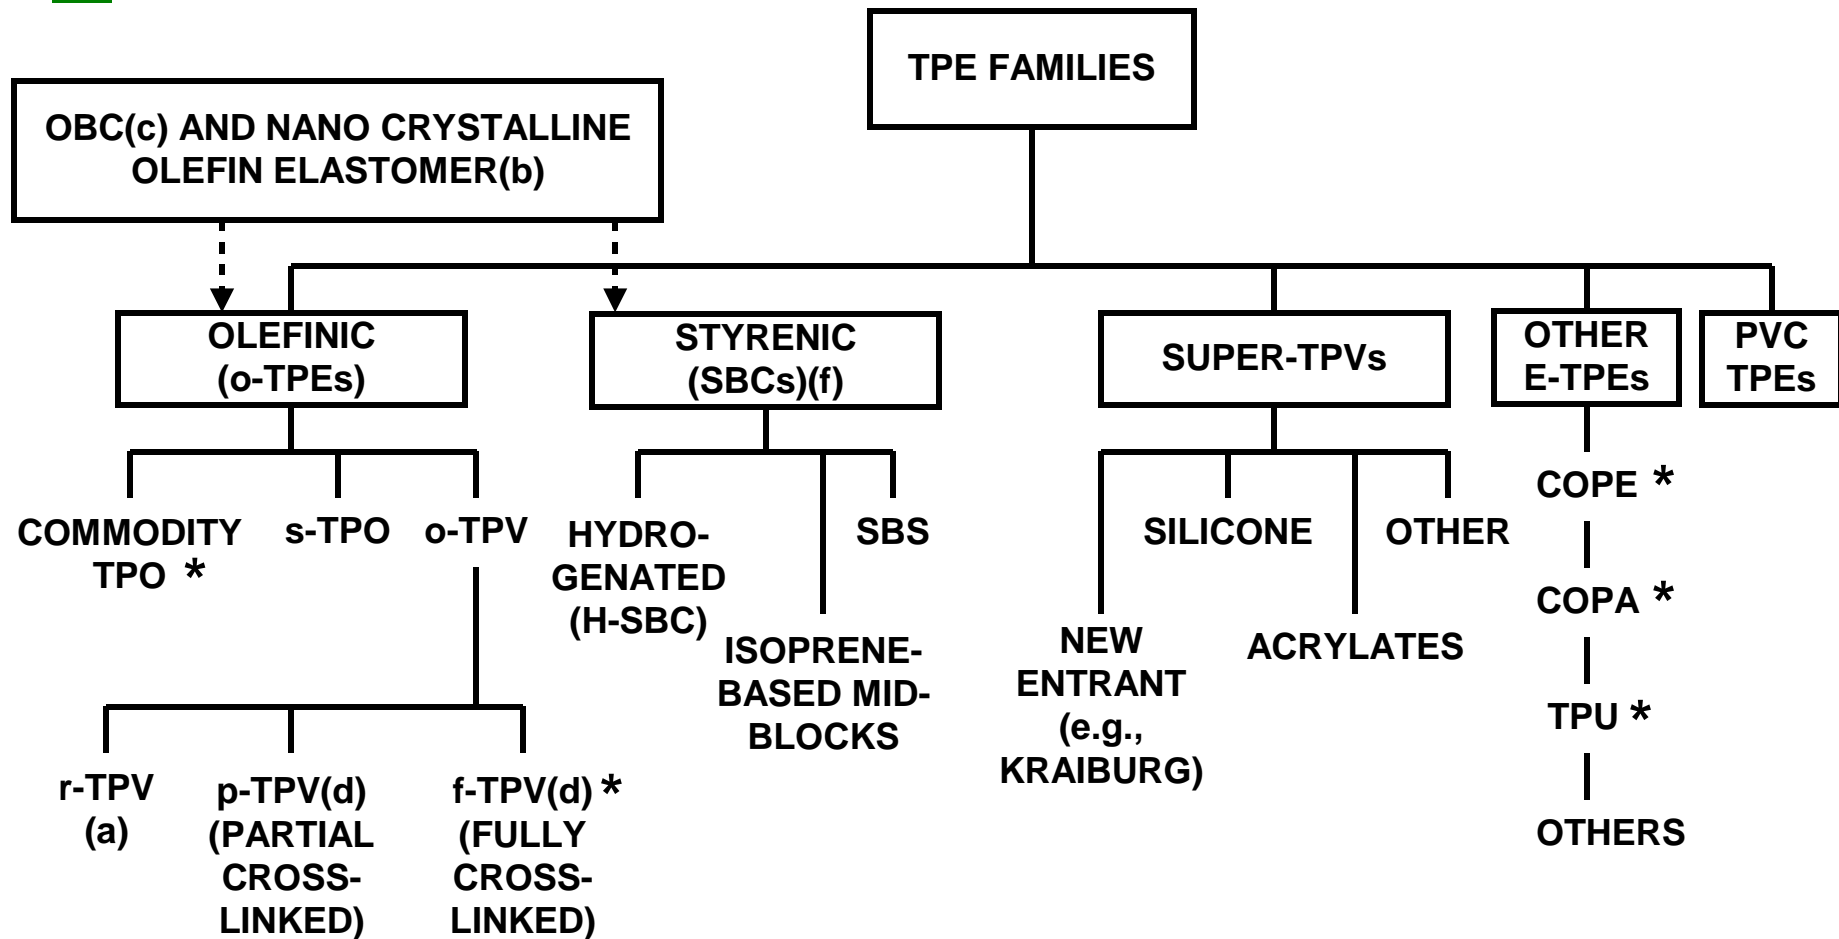 TPE FAMILIES
OBC(c) AND NANO CRYSTALLINE
OLEFIN ELASTOMER(b)
OLEFINIC
(o-TPEs)
STYRENIC
(SBCs)(f)
SUPER-TPVs
OTHER
E-TPEs
PVC
TPEs
COMMODITY
TPO *
s-TPO
o-TPV
HYDRO-
GENATED
(H-SBC)
ISOPRENE-
BASED MID-
BLOCKS
SBS
NEW
ENTRANT
(e.g.,
KRAIBURG)
SILICONE
ACRYLATES
OTHER
COPE *
COPA *
TPU *
OTHERS
r-TPV
(a)
p-TPV(d)
(PARTIAL
CROSS-
LINKED)
f-TPV(d) *
(FULLY
CROSS-
LINKED)